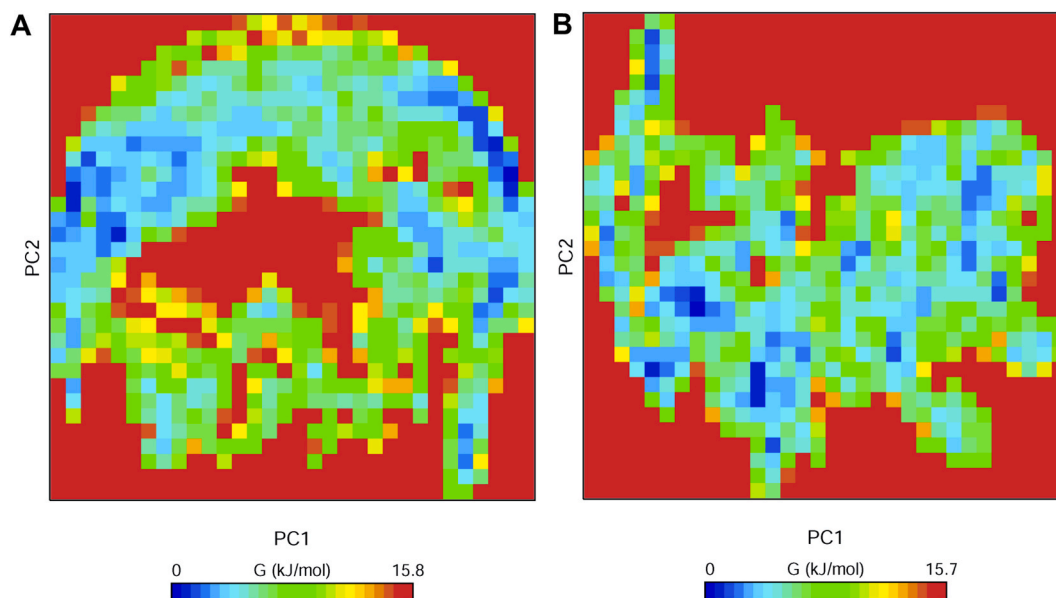 A
B
PC2
PC2
PC1
PC1
0 G (kJ/mol) 15.8
0 G (kJ/mol) 15.7